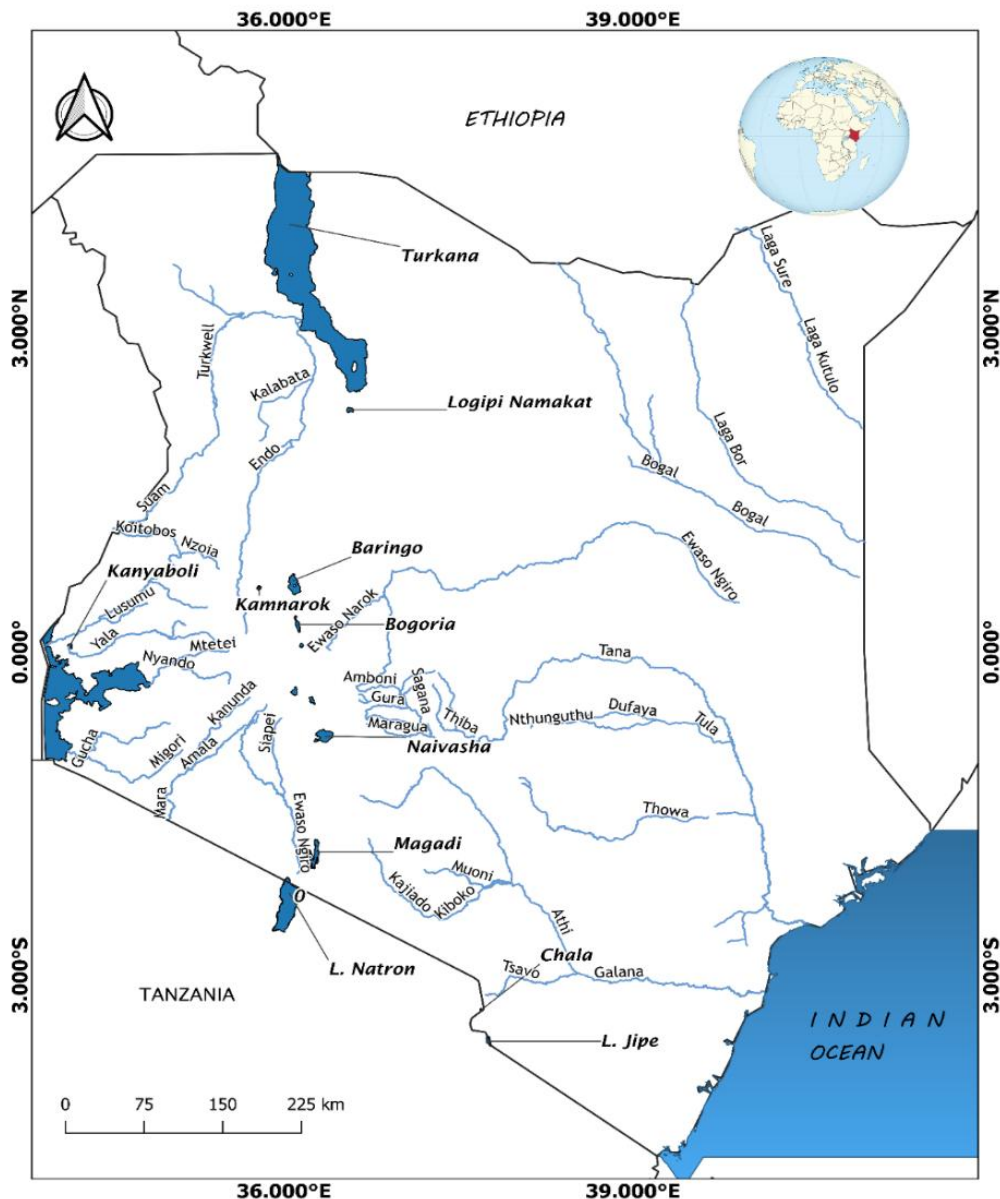 36.000°E 39.000°E
ETHIOPIA
Turkana
Laga Sure
3.000°N
3.000°N
Turkwell
Laga Kutulo
Kalabata
Logipi Namakat
Laga Bor
Endo
Bogal
Suam
Bogal
Koitobos Nzoia
Baringo
Ewaso Ngiro
Kanyaboli
Kamnarok
Lusumu
Ewaso Narok
Bogoria
Yala
Mtetei
0.000°
0.000°
Nyando
Tana
Amboni
Sagana
Gura
Kanunda
Thiba
Nthunguthu
Dufaya
Maragua
Tula
Siapei
Naivasha
Gucha
Migori
Amala
Mara
Ewaso Ngiro
Thowa
Magadi
Muoni
Kajiado
Kiboko
0
Athi
Chala
L. Natron
Tsavo
Galana
3.000°S
3.000°S
TANZANIA
INDIAN
OCEAN
L. Jipe
0 75 150 225 km
36.000°E 39.000°E